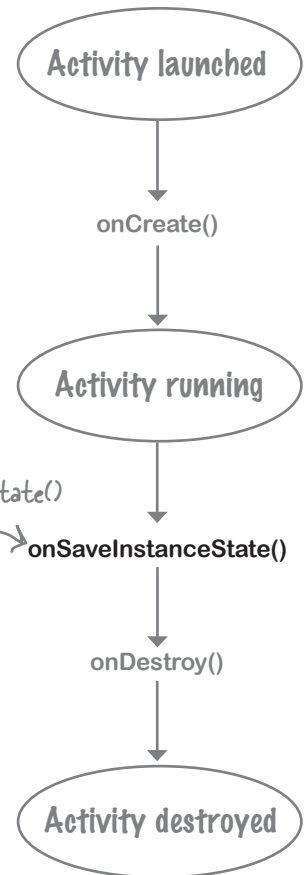 Activity launched
onCreate()
Activity running
tate()
onSaveInstanceState()
onDestroy()
Activity destroyed